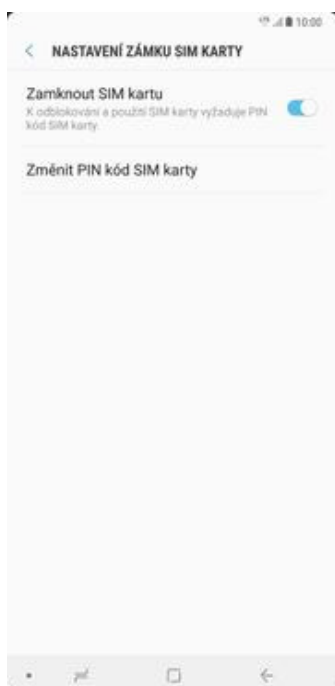 10:00
NASTAVENÍ ZÁMKU SIM KARTY
Zamknout SIM kartu
K odblokování a použití SIM karty vyžaduje PIN
kód SIM karty.
Změnit PIN kód SIM karty